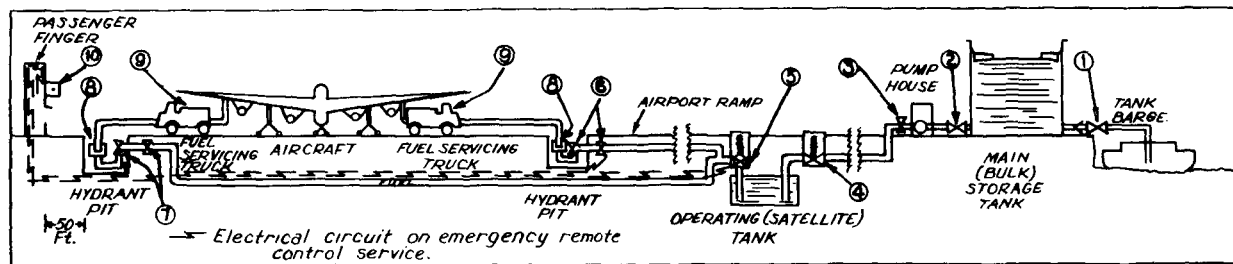 PASSENGER
FINGER
10
9
9
8
8
6
5
3
PUMP
HOUSE
2
1
AIRPORT RAMP
TANK
BARGE
FUEL
SERVICING
TRUCK
AIRCRAFT
FUEL SERVICING
TRUCK
FUEL
HYDRANT
PIT
7
HYDRANT
PIT
4
OPERATING (SATELLITE)
TANK
MAIN
(BULK)
STORAGE
TANK
50
Ft.
Electrical circuit on emergency remote
control service.